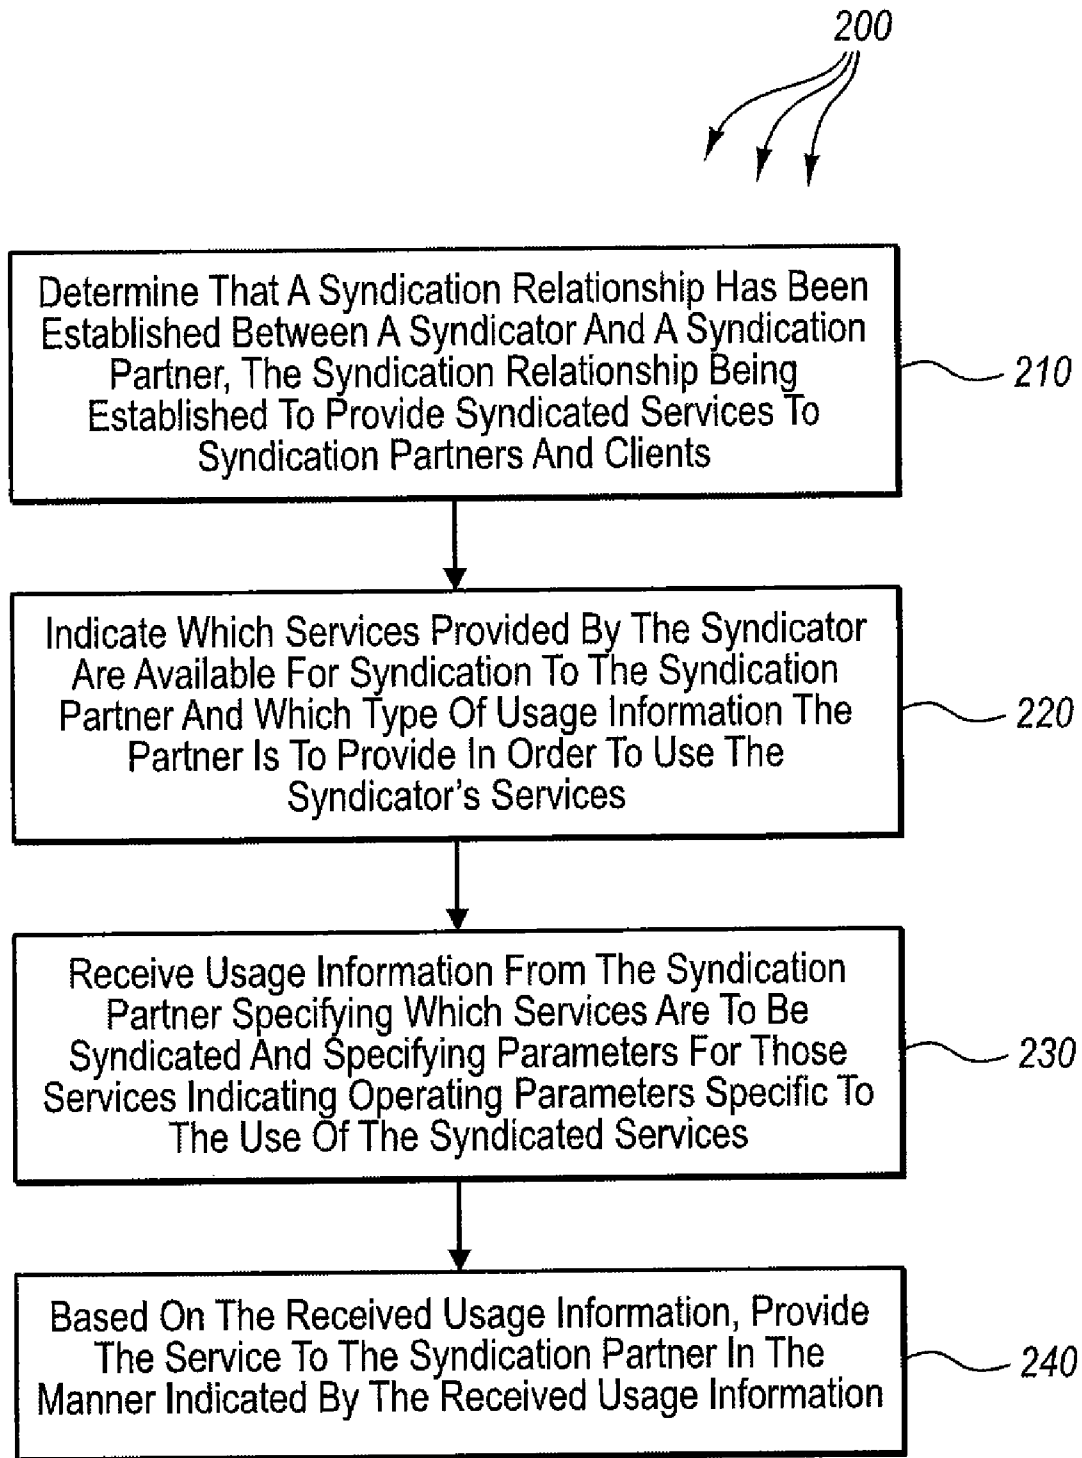 200
Determine That A Syndication Relationship Has Been
Established Between A Syndicator And A Syndication
Partner, The Syndication Relationship Being
Established To Provide Syndicated Services To
Syndication Partners And Clients
210
Indicate Which Services Provided By The Syndicator
Are Available For Syndication To The Syndication
Partner And Which Type Of Usage Information The
Partner Is To Provide In Order To Use The
Syndicator's Services
220
Receive Usage Information From The Syndication
Partner Specifying Which Services Are To Be
Syndicated And Specifying Parameters For Those
Services Indicating Operating Parameters Specific To
The Use Of The Syndicated Services
230
Based On The Received Usage Information, Provide
The Service To The Syndication Partner In The
Manner Indicated By The Received Usage Information
240